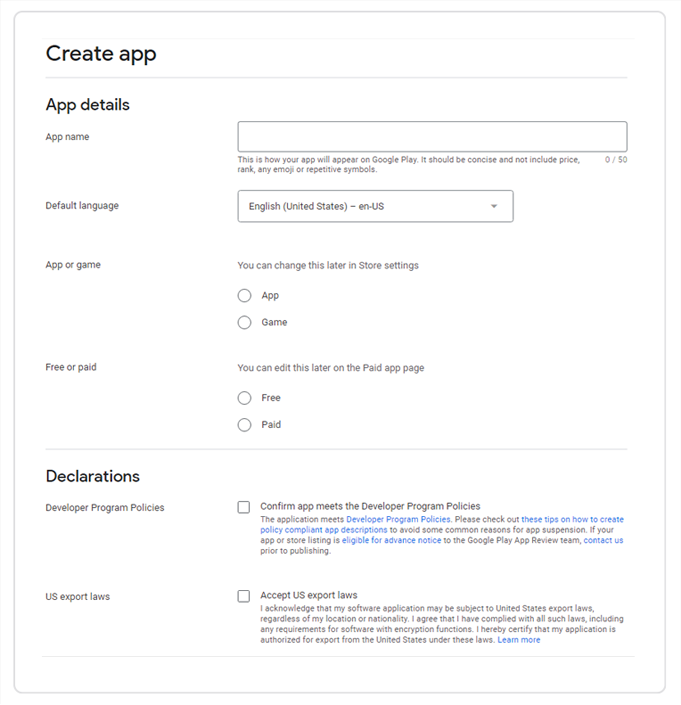 Create app
App details
App name
This is how your app will appear on Google Play. It should be concise and not include price, 0 / 50
rank, any emoji or repetitive symbols.
Default language English (United States) – en-US
App or game You can change this later in Store settings
App
Game
Free or paid You can edit this later on the Paid app page
Free
Paid
Declarations
Developer Program Policies Confirm app meets the Developer Program Policies
The application meets Developer Program Policies. Please check out these tips on how to create
policy compliant app descriptions to avoid some common reasons for app suspension. If your
app or store listing is eligible for advance notice to the Google Play App Review team, contact us
prior to publishing.
US export laws Accept US export laws
I acknowledge that my software application may be subject to United States export laws,
regardless of my location or nationality. I agree that I have complied with all such laws, including
any requirements for software with encryption functions. I hereby certify that my application is
authorized for export from the United States under these laws. Learn more